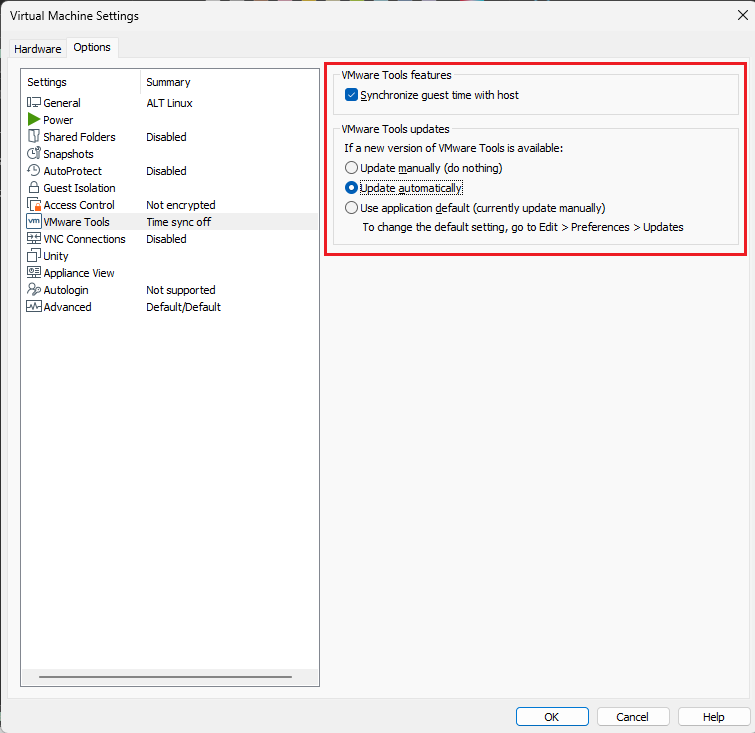 Virtual Machine Settings
Hardware Options
Settings Summary
General ALT Linux
Power
Shared Folders Disabled
Snapshots
AutoProtect Disabled
Guest Isolation
Access Control Not encrypted
vm VMware Tools Time sync off
VNC Connections Disabled
Unity
Appliance View
Autologin Not supported
Advanced Default/Default
VMware Tools features
Synchronize guest time with host
VMware Tools updates
If a new version of VMware Tools is available:
Update manually (do nothing)
Update automatically
Use application default (currently update manually)
To change the default setting, go to Edit > Preferences > Updates
OK Cancel Help